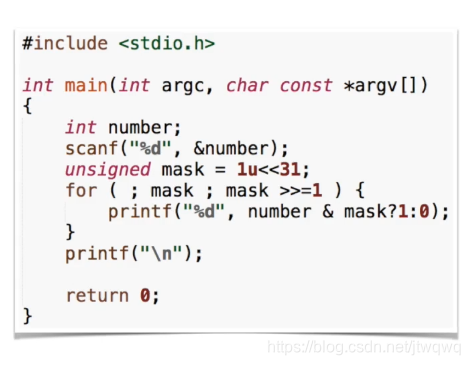 #include <stdio.h>
int main(int argc, char const *argv[])
{
    int number;
    scanf("%d", &number);
    unsigned mask = 1u<<31;
    for ( ; mask ; mask >>=1 ) {
        printf("%d", number & mask?1:0);
    }
    printf("\n");
    return 0;
}
https://blog.csdn.net/jtwqwq